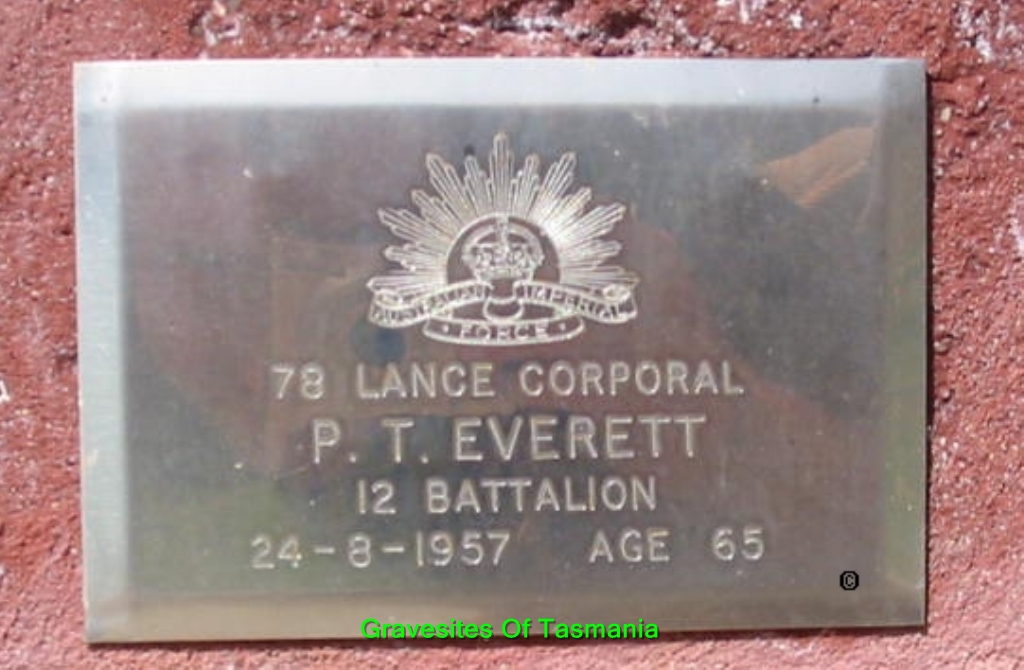 AUSTRALIAN IMPERIAL
FORCE
78 LANCE CORPORAL
P. T. EVERETT
12 BATTALION
24-8-1957 AGE 65
©
Gravesites Of Tasmania